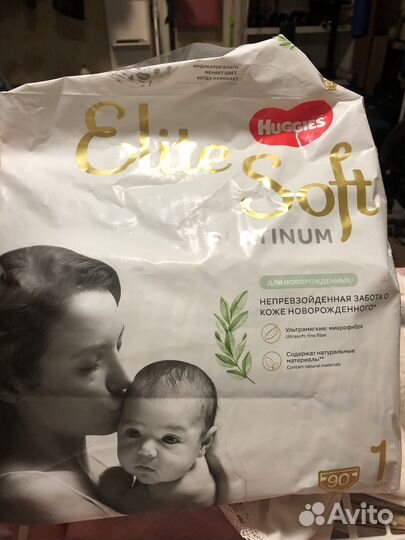 ИНДИКАТОР ВЛАГИ
МЕНЯЕТ ЦВЕТ,
КОГДА НАМОКАЕТ
HUGGIES
Elite
Soft
TINUM
ДЛЯ НОВОРОЖДЕННЫХ
НЕПРЕВЗОЙДЕННАЯ ЗАБОТА О
КОЖЕ НОВОРОЖДЕННОГО*
Ультрамягкие: микрофибра
Ultrasoft: fine fiber
Содержат натуральные
материалы**
Contain natural materials
90
1
Avito